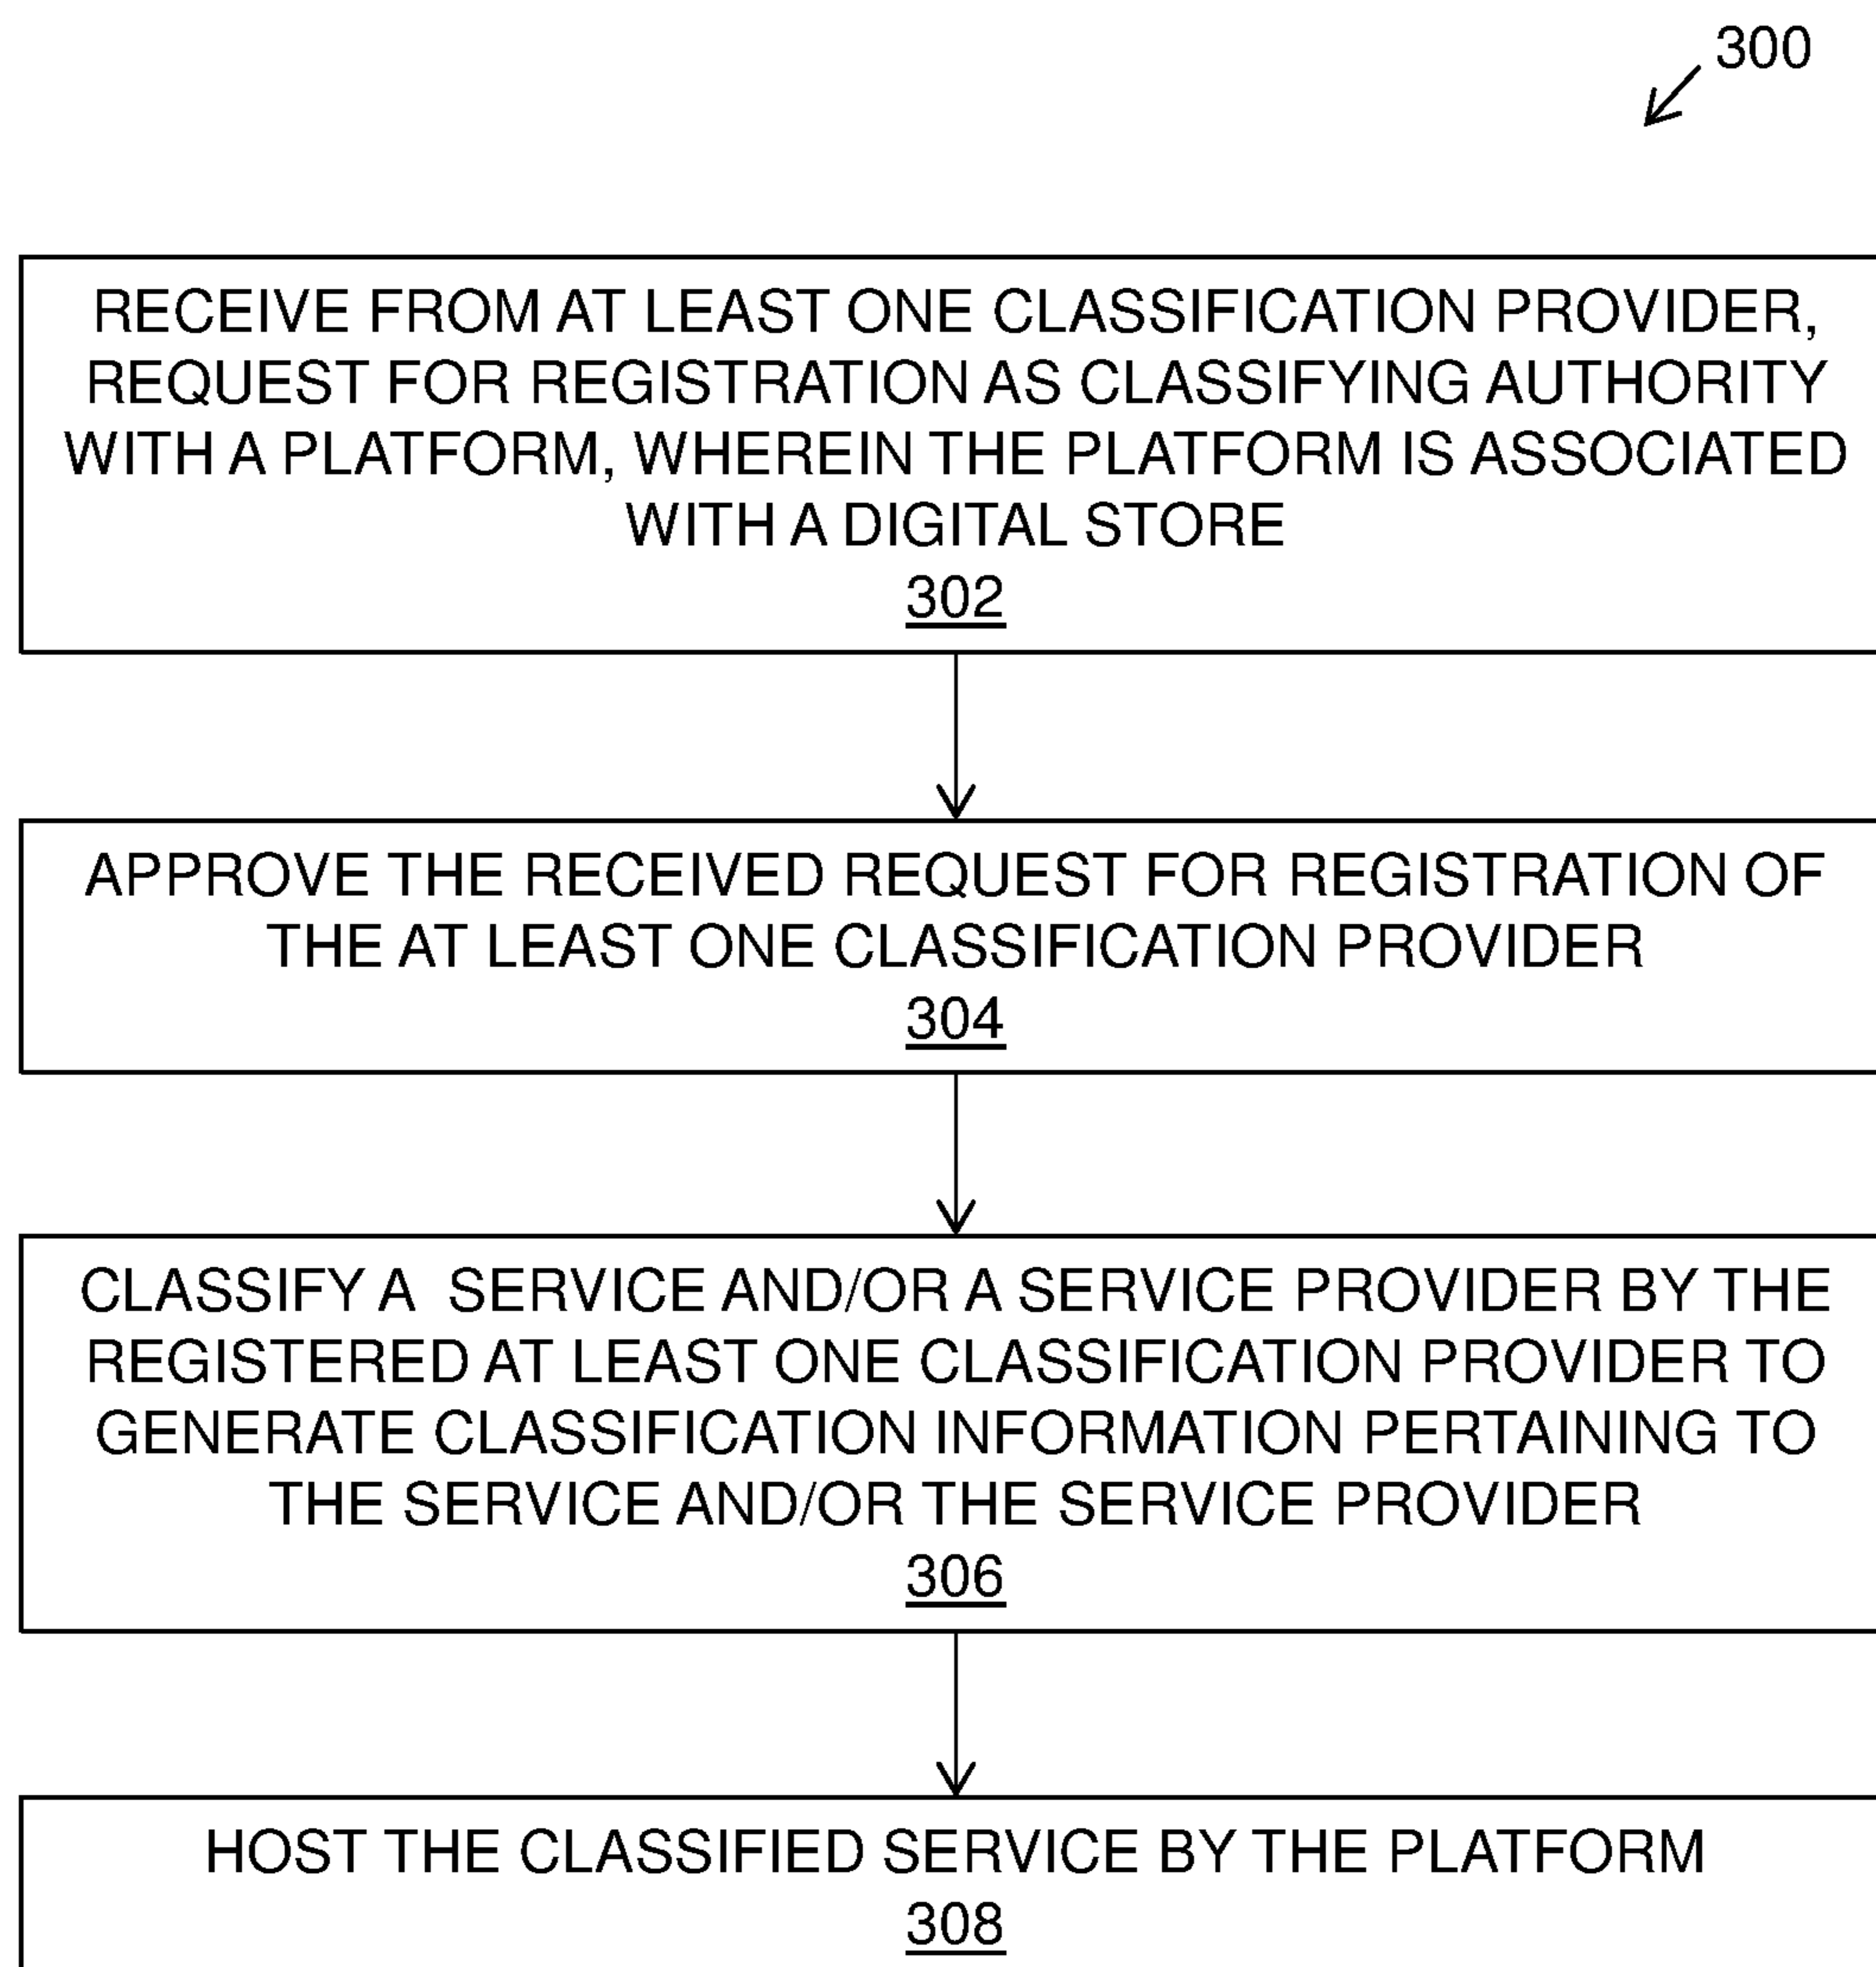 300
RECEIVE FROM AT LEAST ONE CLASSIFICATION PROVIDER,
REQUEST FOR REGISTRATION AS CLASSIFYING AUTHORITY
WITH A PLATFORM, WHEREIN THE PLATFORM IS ASSOCIATED
WITH A DIGITAL STORE
302
APPROVE THE RECEIVED REQUEST FOR REGISTRATION OF
THE AT LEAST ONE CLASSIFICATION PROVIDER
304
CLASSIFY A SERVICE AND/OR A SERVICE PROVIDER BY THE
REGISTERED AT LEAST ONE CLASSIFICATION PROVIDER TO
GENERATE CLASSIFICATION INFORMATION PERTAINING TO
THE SERVICE AND/OR THE SERVICE PROVIDER
306
HOST THE CLASSIFIED SERVICE BY THE PLATFORM
308